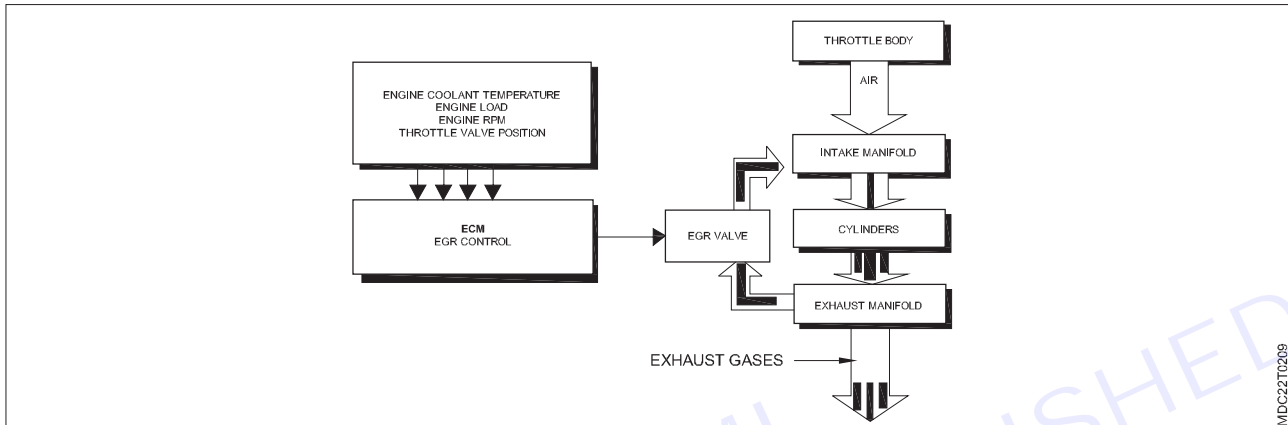 THROTTLE BODY
AIR
ENGINE COOLANT TEMPERATURE
ENGINE LOAD
ENGINE RPM
THROTTLE VALVE POSITION
INTAKE MANIFOLD
ECM
EGR CONTROL
EGR VALVE
CYLINDERS
EXHAUST MANIFOLD
EXHAUST GASES
MDC22T0209
SHED